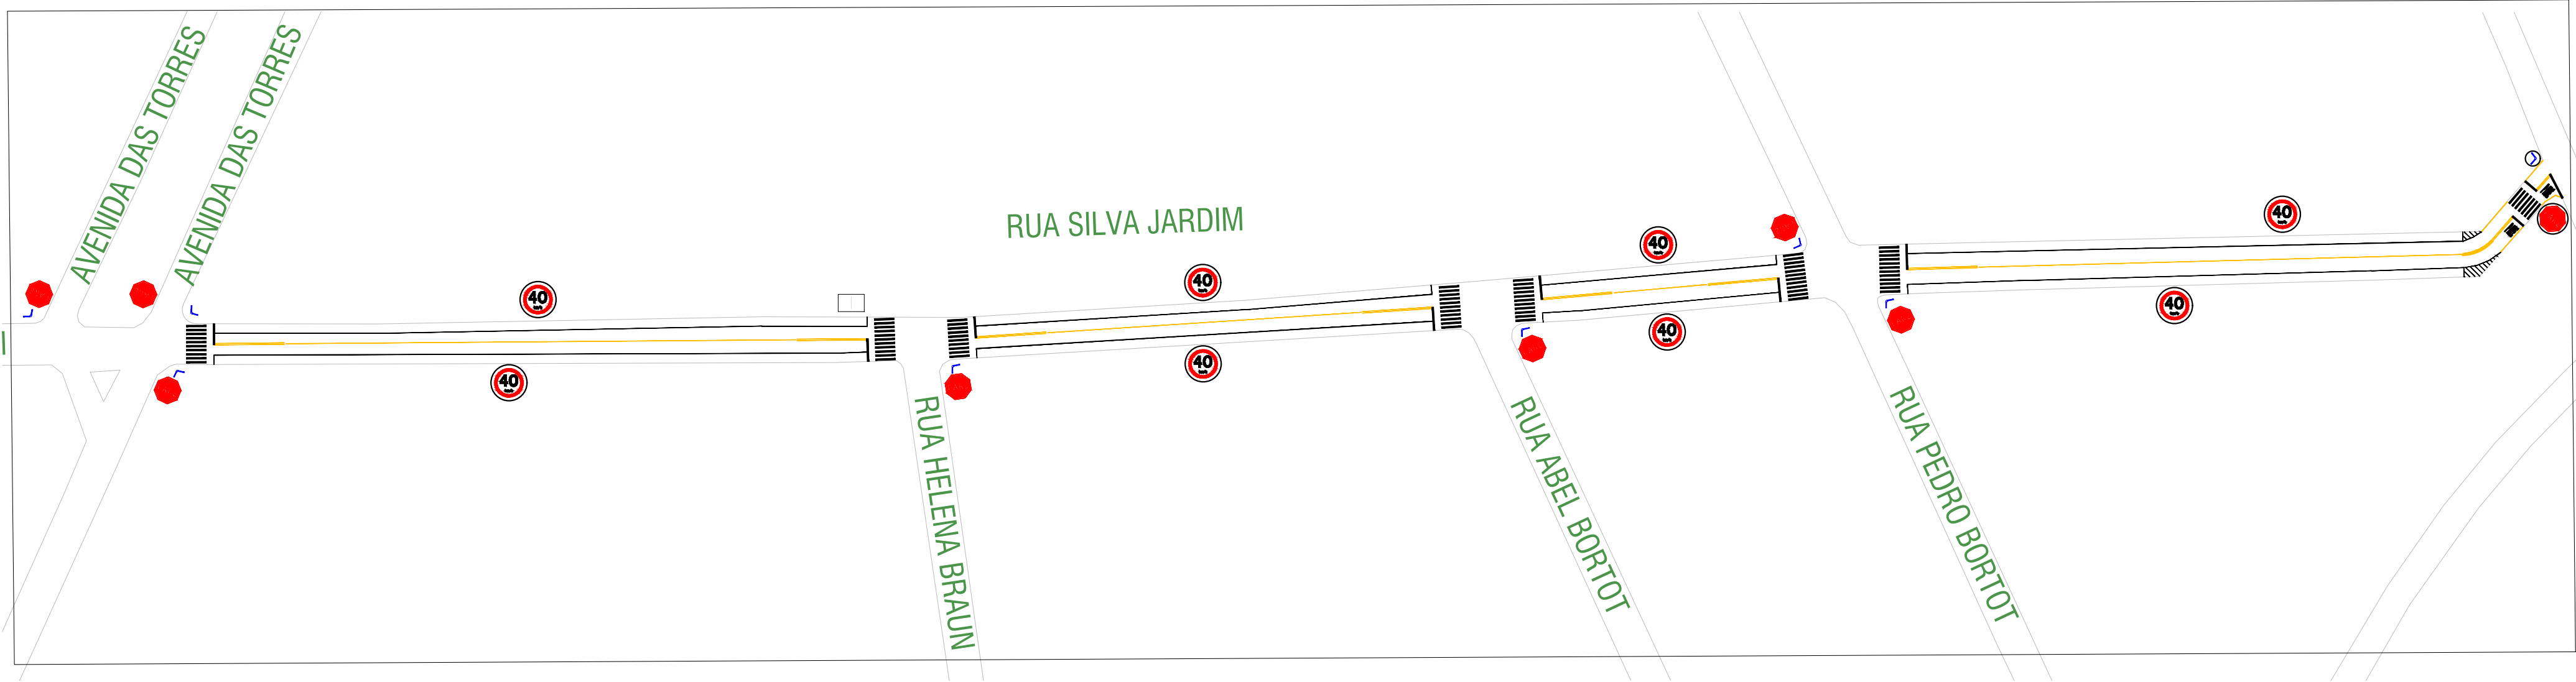 AVENIDA DAS TORRES
AVENIDA DAS TORRES
RUA SILVA JARDIM
40
40
40
40
40
40
40
40
RUA HELENA BRAUN
RUA ABEL BORTOT
RUA PEDRO BORTOT